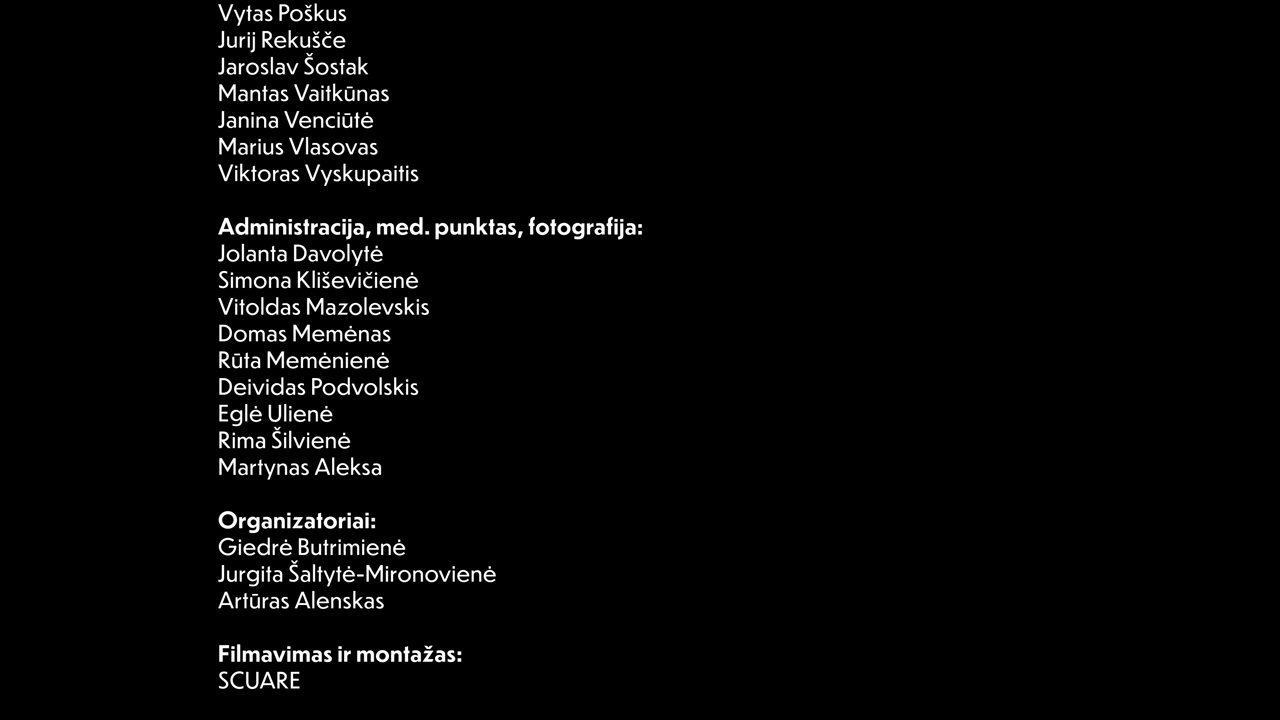 Vytas Poškus
Jurij Rekušče
Jaroslav Šostak
Mantas Vaitkūnas
Janina Venciūtė
Marius Vlasovas
Viktoras Vyskupaitis
Administracija, med. punktas, fotografija:
Jolanta Davolytė
Simona Kliševičienė
Vitoldas Mazolevskis
Domas Memėnas
Rūta Memėnienė
Deividas Podvolskis
Eglė Ulienė
Rima Šilvienė
Martynas Aleksa
Organizatoriai:
Giedrė Butrimienė
Jurgita Šaltytė-Mironovienė
Artūras Alenskas
Filmavimas ir montažas:
SCUARE